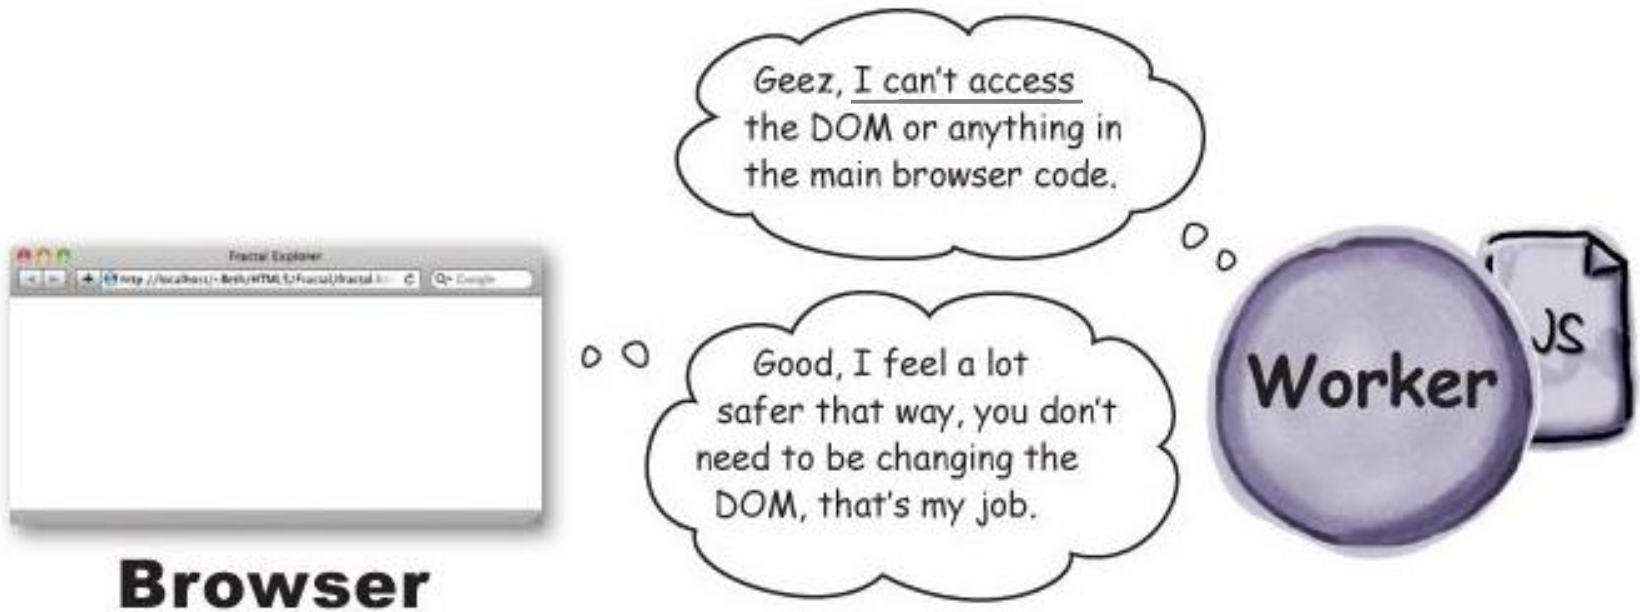 Geez, I can't access
the DOM or anything in
the main browser code.
Fractal Explorer
Google
Good, I feel a lot
safer that way, you don't
need to be changing the
DOM, that's my job.
Worker
JS
Browser